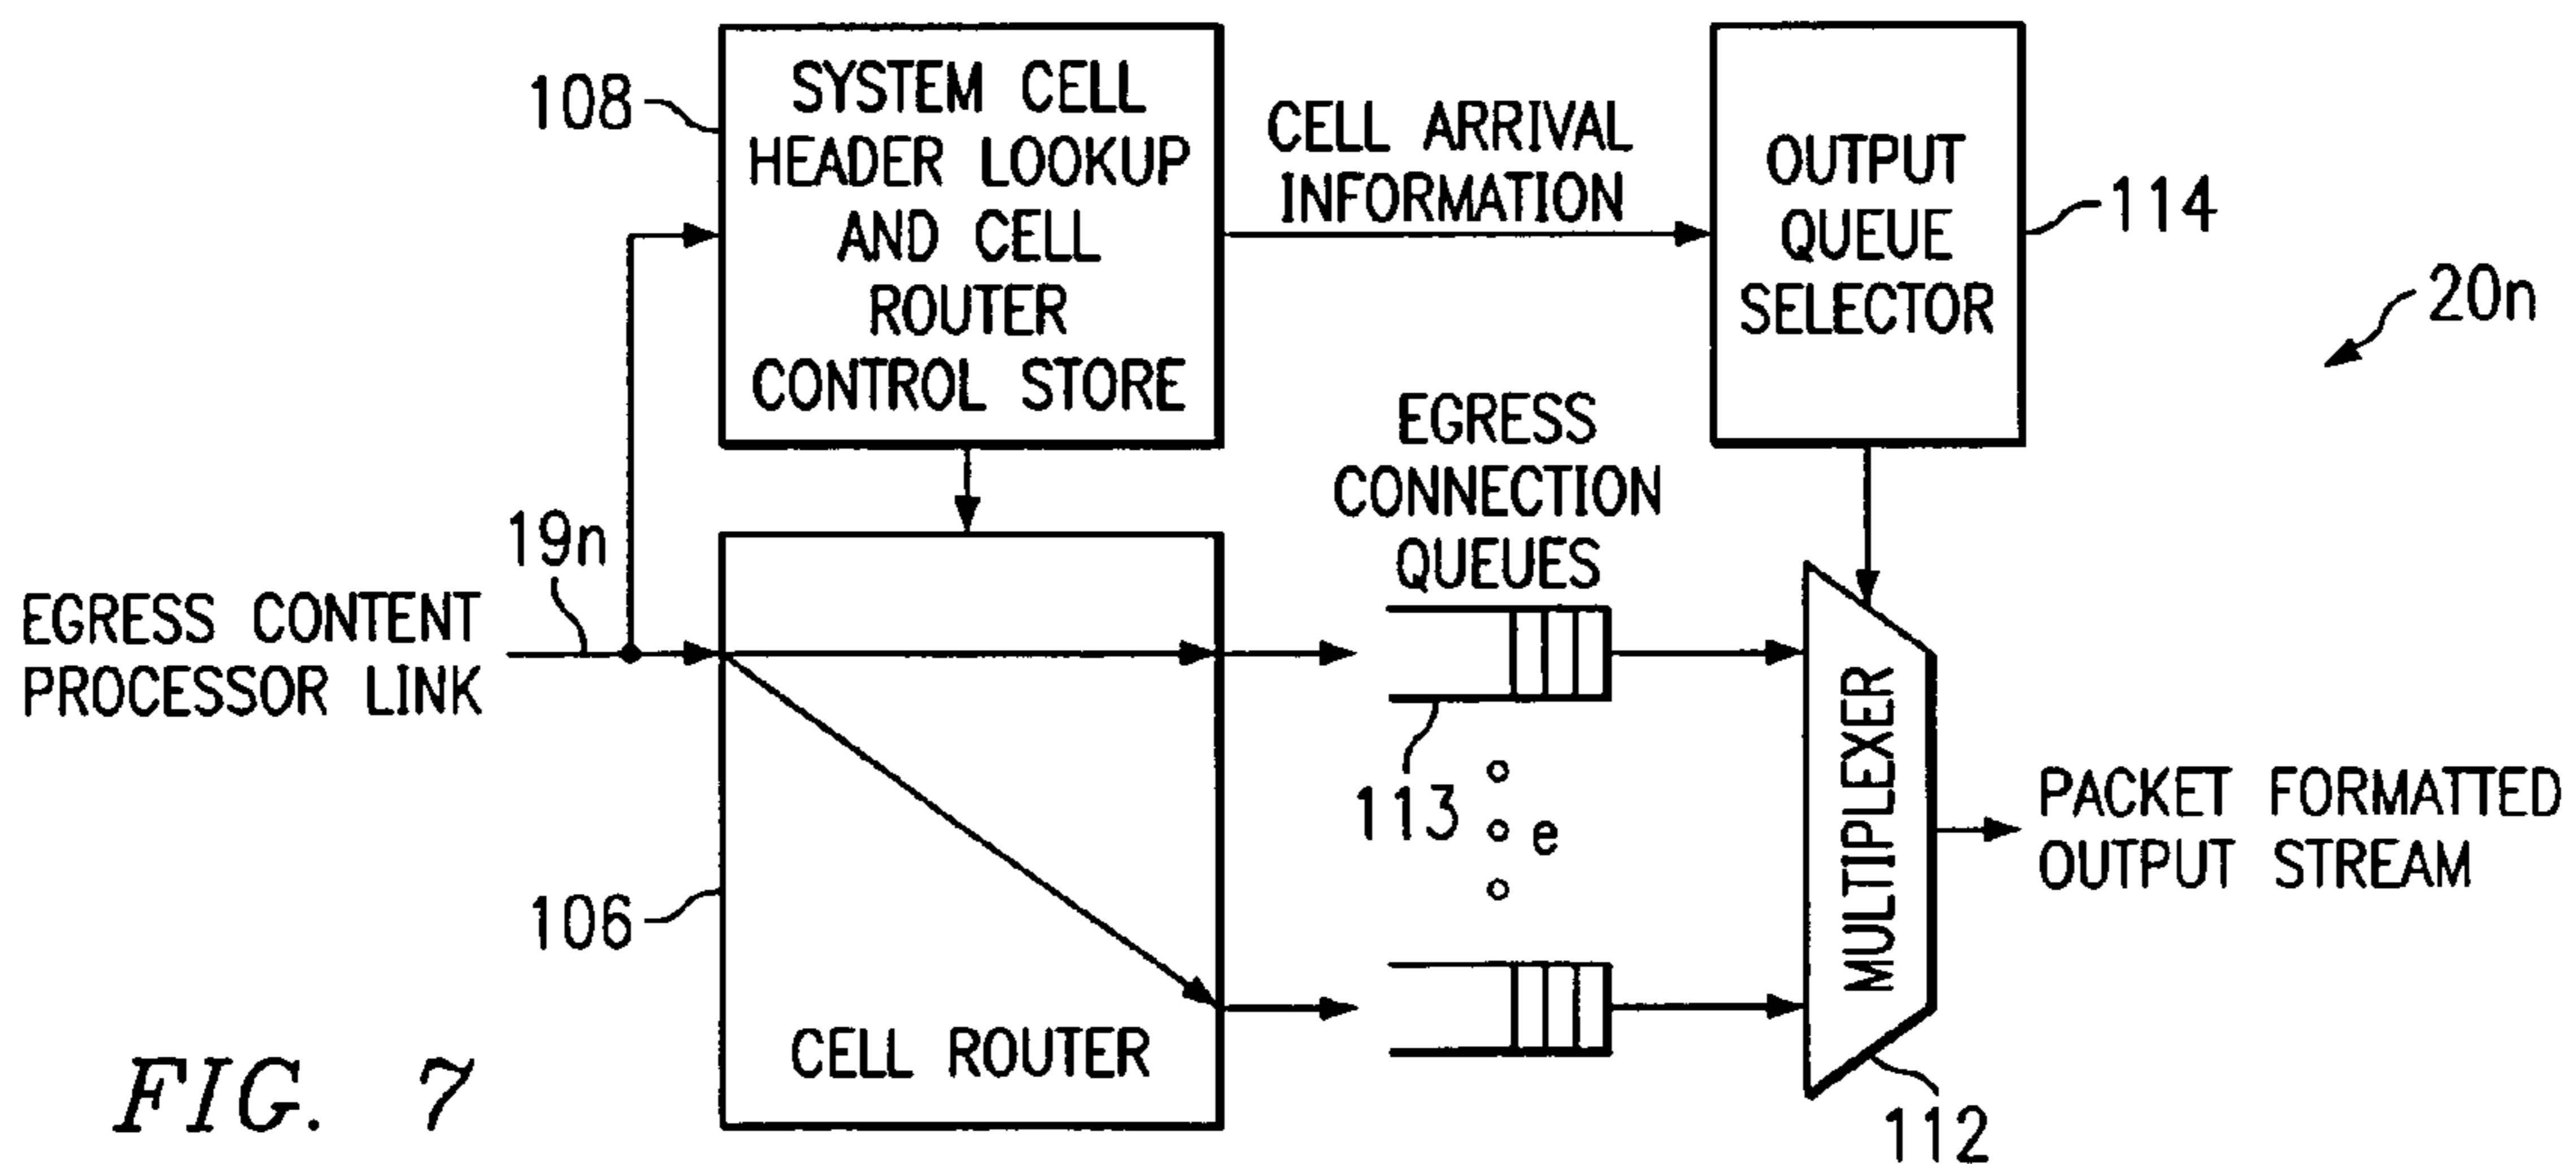 108
SYSTEM CELL
HEADER LOOKUP
AND CELL
ROUTER
CONTROL STORE
CELL ARRIVAL
INFORMATION
OUTPUT
QUEUE
SELECTOR
114
20n
EGRESS
CONNECTION
QUEUES
19n
EGRESS CONTENT
PROCESSOR LINK
113
e
MULTIPLEXER
PACKET FORMATTED
OUTPUT STREAM
106
CELL ROUTER
112
FIG. 7